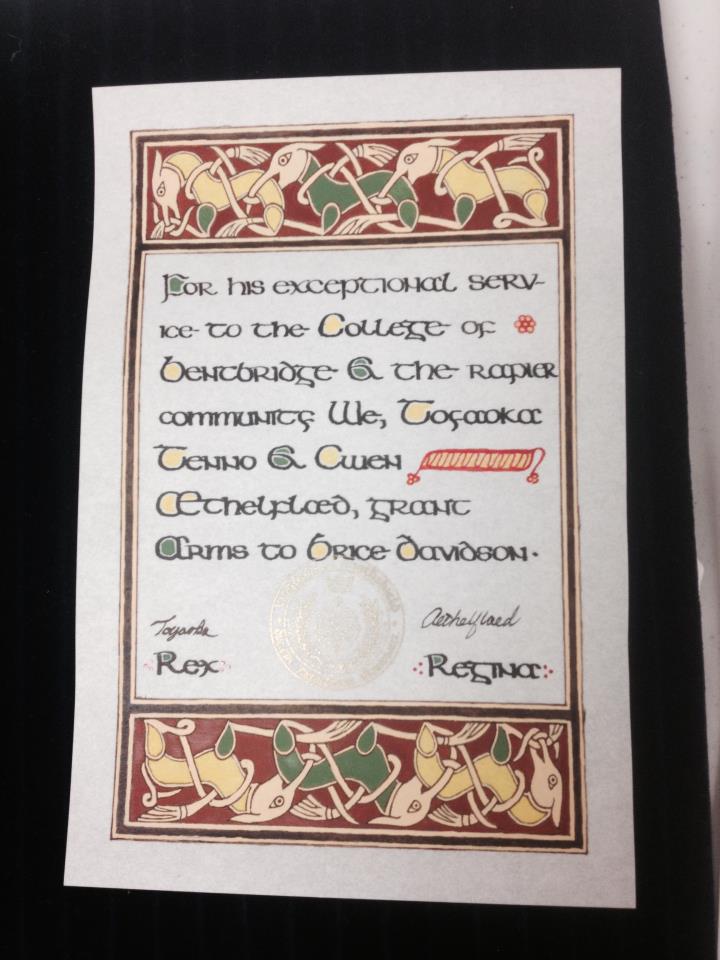 For his exceptional serv-
ice to the College of
Bentbridge & the rapier
community We, Toyaoka
Tenno & Cwen
Æthelflæd, grant
Arms to Brice Davidson.
Toyaoka Aethelflaed
Rex Regina